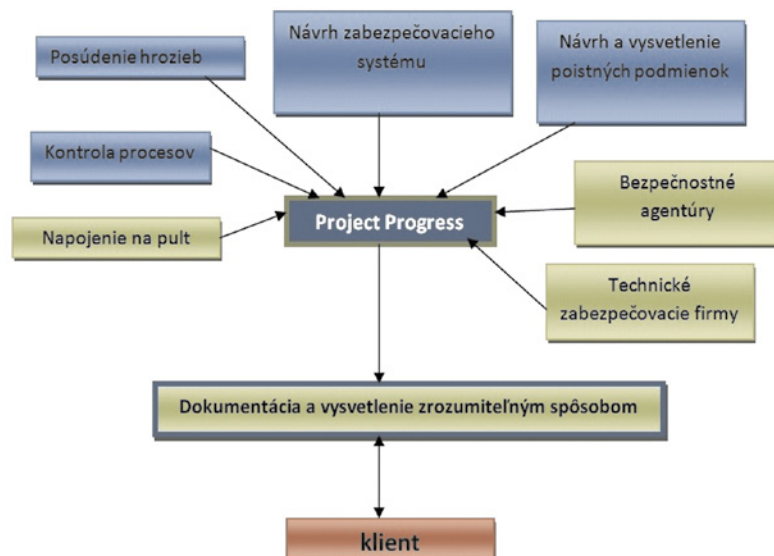 Posúdenie hrozieb
Návrh zabezpečovacieho
systému
Návrh a vysvetlenie
poistných podmienok
Kontrola procesov
Bezpečnostné
agentúry
Project Progress
Napojenie na pult
Technické
zabezpečovacie firmy
Dokumentácia a vysvetlenie zrozumiteľným spôsobom
klient